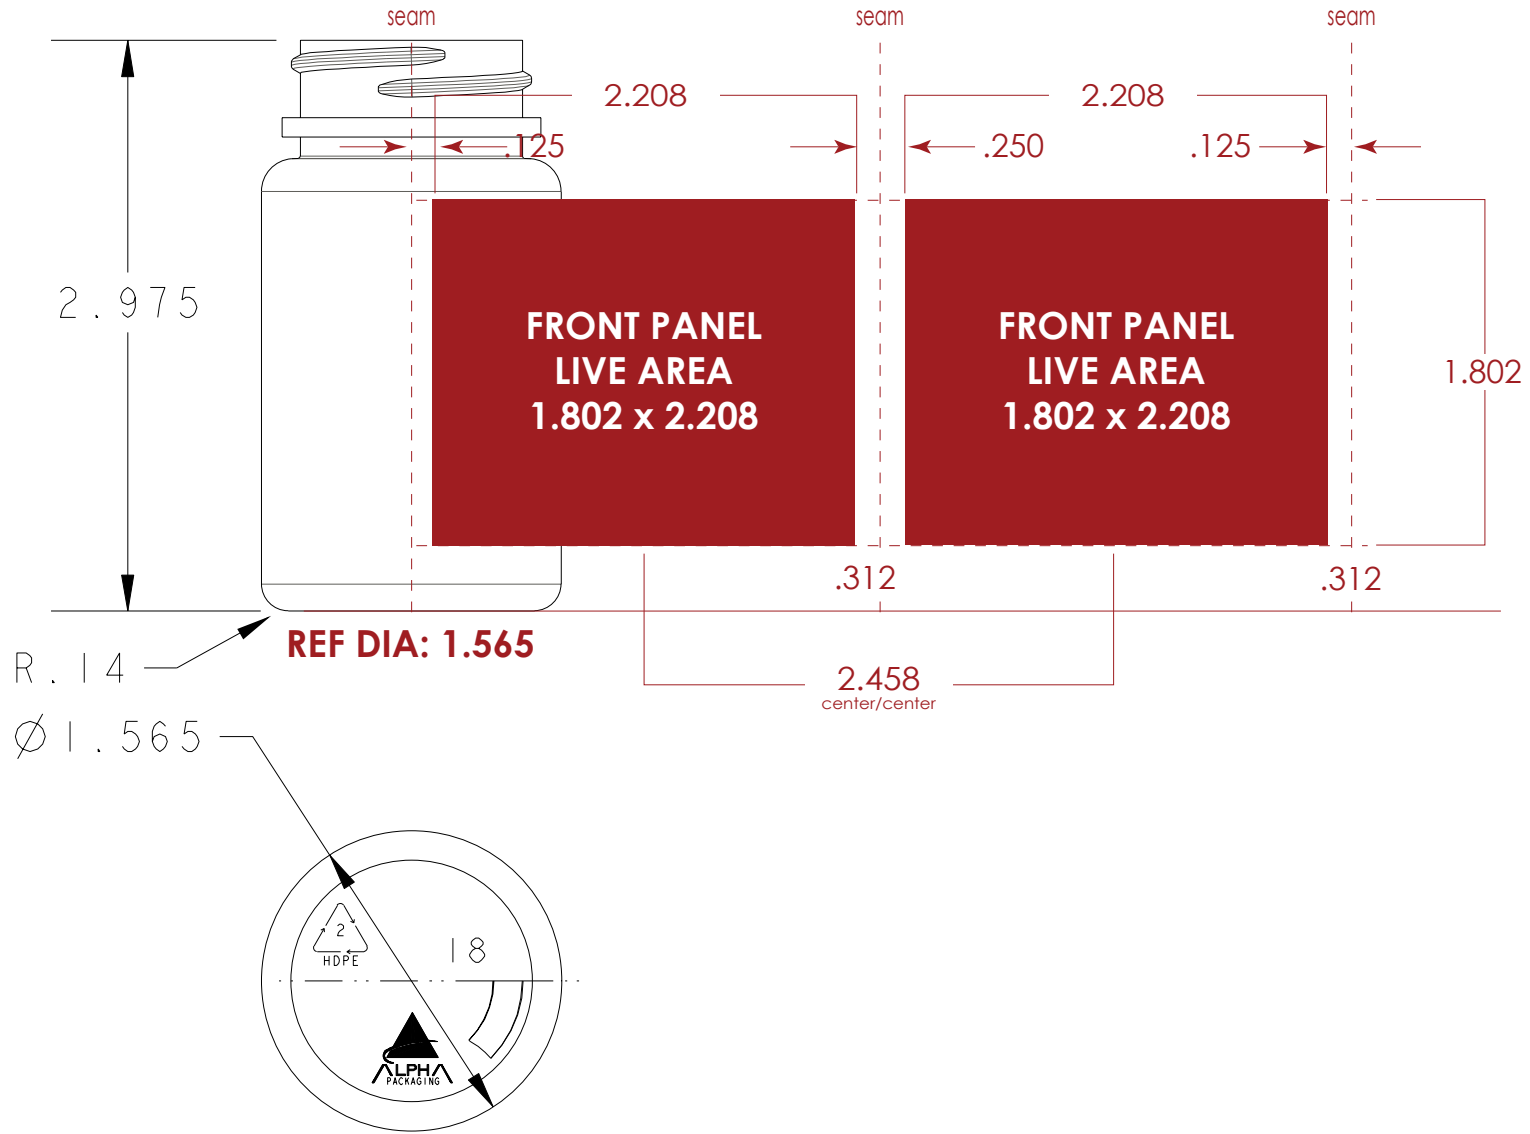 seam
seam
seam
2.208
2.208
.125
.250
.125
2.975
FRONT PANEL
LIVE AREA
1.802 x 2.208
FRONT PANEL
LIVE AREA
1.802 x 2.208
1.802
.312
.312
REF DIA: 1.565
R.14
2.458
center/center
Ø1.565
2
HDPE
18
ALPHA
PACKAGING